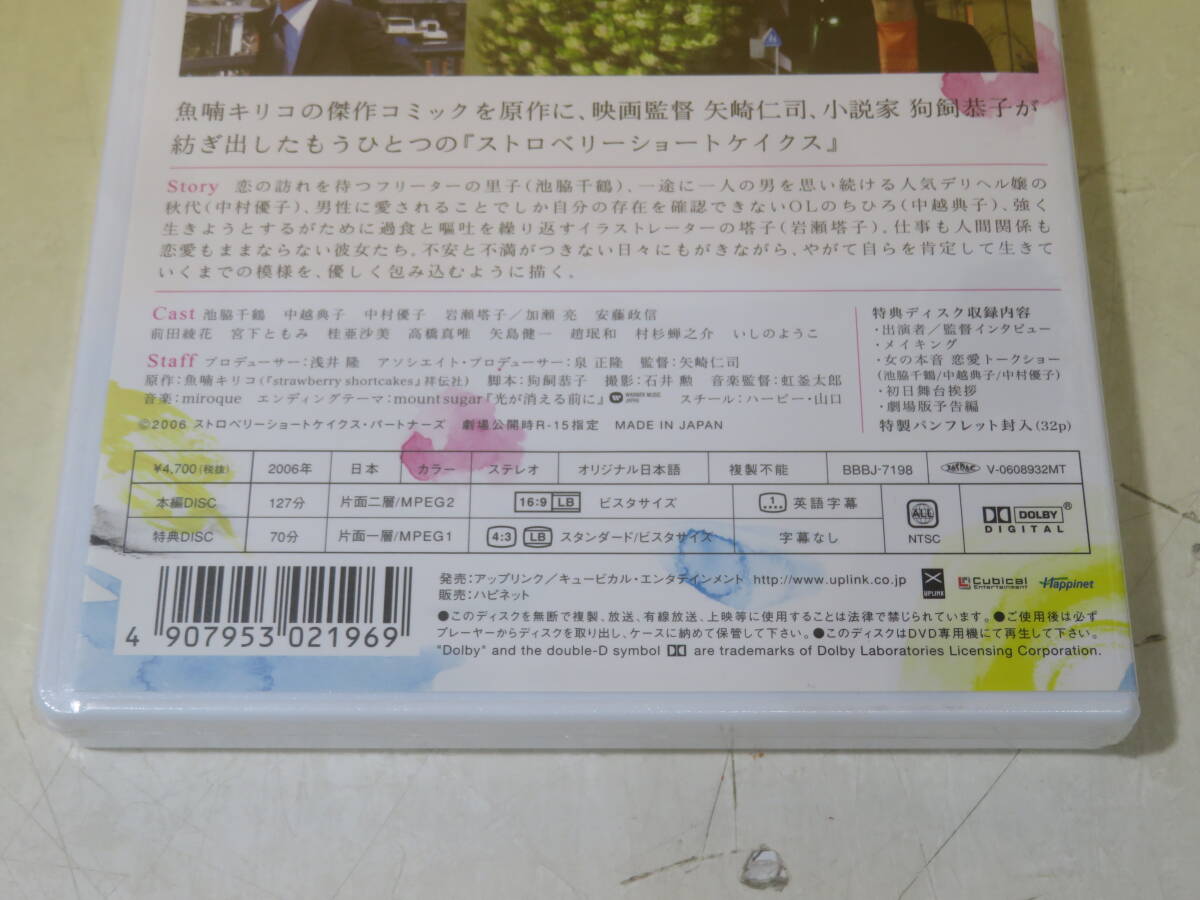 魚喃キリコの傑作コミックを原作に、映画監督 矢崎仁司、小説家 狗飼恭子が
紡ぎ出したもうひとつの『ストロベリーショートケイクス』
Story 恋の訪れを待つフリーターの里子(池脇千鶴)、一途に一人の男を思い続ける人気デリヘル嬢の
秋代(中村優子)、男性に愛されることでしか自分の存在を確認できないOLのちひろ(中越典子)、強く
生きようとするがために過食と嘔吐を繰り返すイラストレーターの塔子(岩瀬塔子)。仕事も人間関係も
恋愛もままならない彼女たち。不安と不満がつきない日々にもがきながら、やがて自らを肯定して生きて
いくまでの模様を、優しく包み込むように描く。
Cast 池脇千鶴 中越典子 中村優子 岩瀬塔子/加瀬 亮 安藤政信
前田綾花 宮下ともみ 桂亜沙美 高橋真唯 矢島健一 趙珉和 村杉蝉之介 いしのようこ
Staff プロデューサー:浅井 隆 アソシエイト・プロデューサー:泉 正隆 監督:矢崎仁司
原作:魚喃キリコ(『strawberry shortcakes』祥伝社) 脚本:狗飼恭子 撮影:石井 勲 音楽監督:虹釜太郎
音楽:miroque エンディングテーマ:mount sugar『光が消える前に』 WARNER MUSIC JAPAN スチール:ハービー・山口
©2006 ストロベリーショートケイクス・パートナーズ 劇場公開時R-15指定 MADE IN JAPAN
特典ディスク収録内容
・出演者/監督インタビュー
・メイキング
・女の本音 恋愛トークショー
(池脇千鶴/中越典子/中村優子)
・初日舞台挨拶
・劇場版予告編
特製パンフレット封入(32p)
¥4,700(税抜) 2006年 日本 カラー ステレオ オリジナル日本語 複製不能 BBBJ-7198 V-0608932MT
本編DISC 127分 片面二層/MPEG2 16:9 LB ビスタサイズ 1 英語字幕
特典DISC 70分 片面一層/MPEG1 4:3 LB スタンダード/ビスタサイズ 字幕なし
ALL
NTSC
DOLBY ®
DIGITAL
4 907953 021969
発売:アップリンク/キュービカル・エンタテインメント http://www.uplink.co.jp
販売:ハピネット
UPLINK
Cubical Entertainment
Happinet
●このディスクを無断で複製、放送、有線放送、上映等に使用することは法律で禁じられています。●ご使用後は必ず
プレーヤーからディスクを取り出し、ケースに納めて保管して下さい。●このディスクはDVD専用機にて再生して下さい。
"Dolby" and the double-D symbol are trademarks of Dolby Laboratories Licensing Corporation.